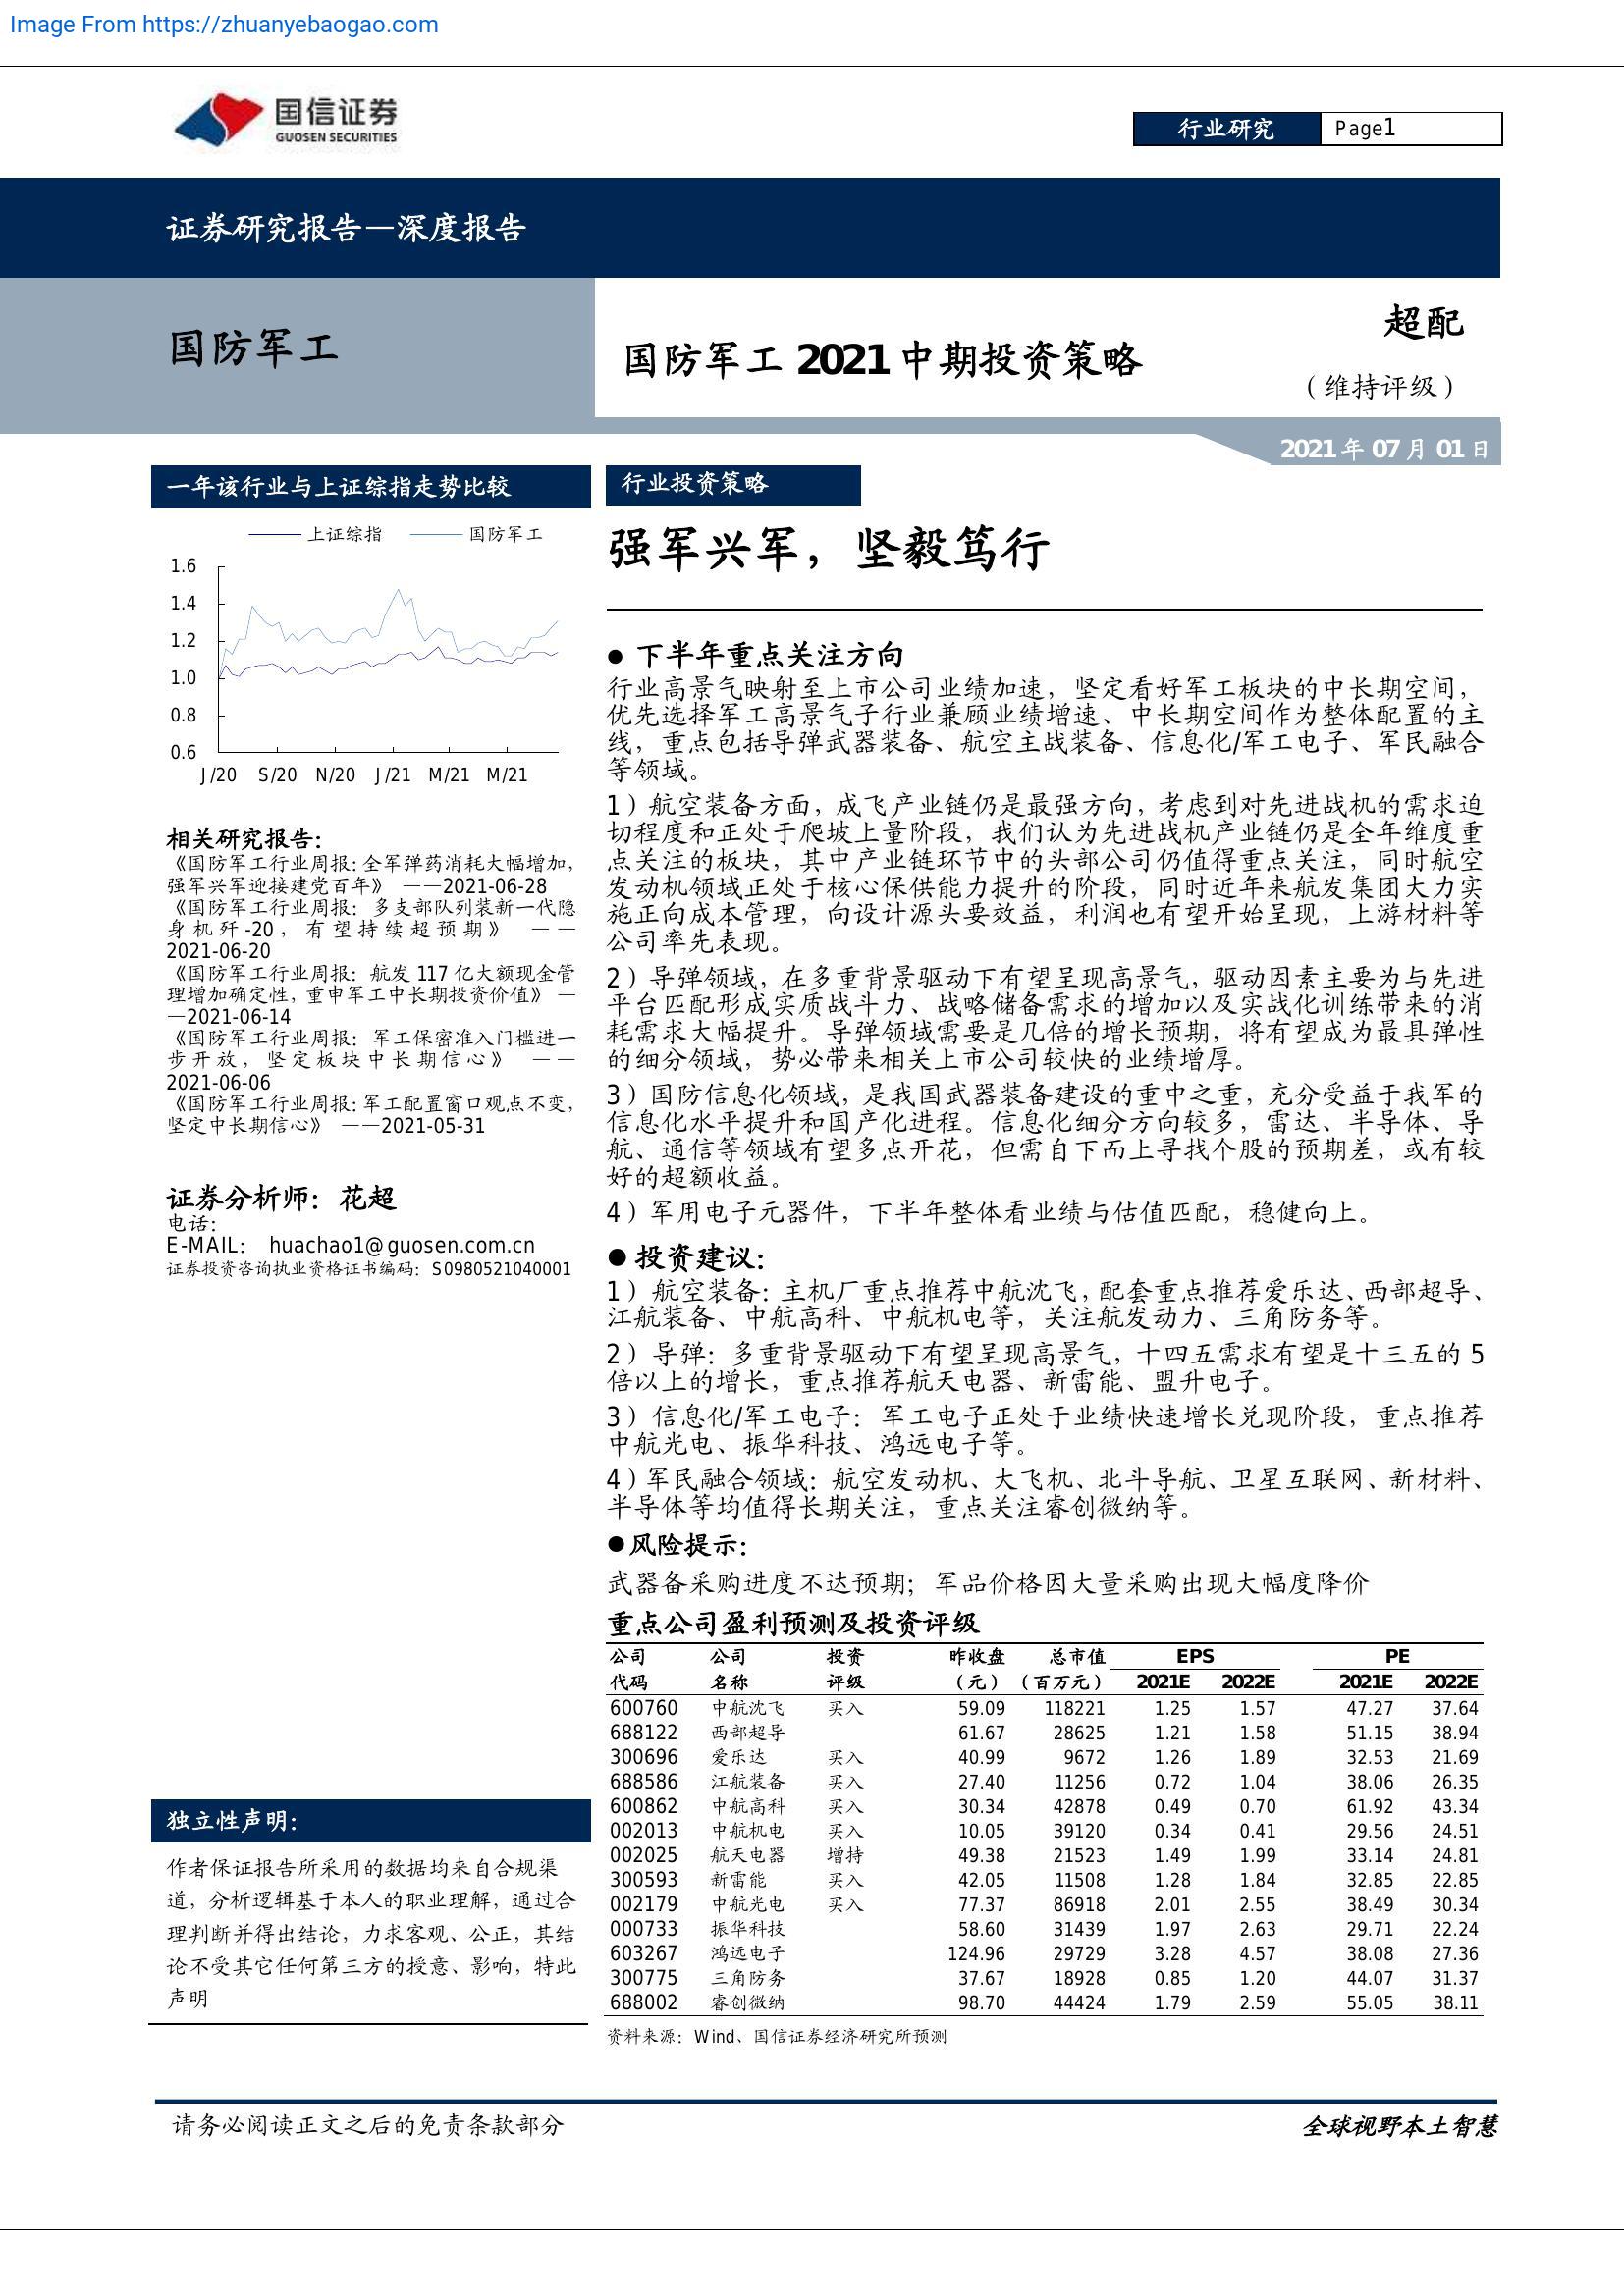 Image From https://zhuanyebaogao.com
国信证券
GUOSEN SECURITIES
行业研究 Page1
证券研究报告—深度报告
国防军工
国防军工 2021 中期投资策略
超配
（维持评级）
2021 年 07 月 01 日
一年该行业与上证综指走势比较
上证综指 国防军工
1.6
1.4
1.2
1.0
0.8
0.6
J/20 S/20 N/20 J/21 M/21 M/21
相关研究报告：
《国防军工行业周报：全军弹药消耗大幅增加，
强军兴军迎接建党百年》 ——2021-06-28
《国防军工行业周报：多支部队列装新一代隐
身机歼-20，有望持续超预期》 ——
2021-06-20
《国防军工行业周报：航发 117 亿大额现金管
理增加确定性，重申军工中长期投资价值》 —
—2021-06-14
《国防军工行业周报：军工保密准入门槛进一
步开放，坚定板块中长期信心》 ——
2021-06-06
《国防军工行业周报：军工配置窗口观点不变，
坚定中长期信心》 ——2021-05-31
证券分析师：花超
电话：
E-MAIL： huachao1@guosen.com.cn
证券投资咨询执业资格证书编码：S0980521040001
独立性声明：
作者保证报告所采用的数据均来自合规渠
道，分析逻辑基于本人的职业理解，通过合
理判断并得出结论，力求客观、公正，其结
论不受其它任何第三方的授意、影响，特此
声明
行业投资策略
强军兴军，坚毅笃行
● 下半年重点关注方向
行业高景气映射至上市公司业绩加速，坚定看好军工板块的中长期空间，
优先选择军工高景气子行业兼顾业绩增速、中长期空间作为整体配置的主
线，重点包括导弹武器装备、航空主战装备、信息化/军工电子、军民融合
等领域。
1）航空装备方面，成飞产业链仍是最强方向，考虑到对先进战机的需求迫
切程度和正处于爬坡上量阶段，我们认为先进战机产业链仍是全年维度重
点关注的板块，其中产业链环节中的头部公司仍值得重点关注，同时航空
发动机领域正处于核心保供能力提升的阶段，同时近年来航发集团大力实
施正向成本管理，向设计源头要效益，利润也有望开始呈现，上游材料等
公司率先表现。
2）导弹领域，在多重背景驱动下有望呈现高景气，驱动因素主要为与先进
平台匹配形成实质战斗力、战略储备需求的增加以及实战化训练带来的消
耗需求大幅提升。导弹领域需要是几倍的增长预期，将有望成为最具弹性
的细分领域，势必带来相关上市公司较快的业绩增厚。
3）国防信息化领域，是我国武器装备建设的重中之重，充分受益于我军的
信息化水平提升和国产化进程。信息化细分方向较多，雷达、半导体、导
航、通信等领域有望多点开花，但需自下而上寻找个股的预期差，或有较
好的超额收益。
4）军用电子元器件，下半年整体看业绩与估值匹配，稳健向上。
● 投资建议：
1）航空装备：主机厂重点推荐中航沈飞，配套重点推荐爱乐达、西部超导、
江航装备、中航高科、中航机电等，关注航发动力、三角防务等。
2）导弹：多重背景驱动下有望呈现高景气，十四五需求有望是十三五的 5
倍以上的增长，重点推荐航天电器、新雷能、盟升电子。
3）信息化/军工电子：军工电子正处于业绩快速增长兑现阶段，重点推荐
中航光电、振华科技、鸿远电子等。
4）军民融合领域：航空发动机、大飞机、北斗导航、卫星互联网、新材料、
半导体等均值得长期关注，重点关注睿创微纳等。
●风险提示：
武器备采购进度不达预期；军品价格因大量采购出现大幅度降价
重点公司盈利预测及投资评级
公司 公司 投资 昨收盘 总市值 EPS PE
代码 名称 评级 （元） （百万元） 2021E 2022E 2021E 2022E
600760 中航沈飞 买入 59.09 118221 1.25 1.57 47.27 37.64
688122 西部超导 61.67 28625 1.21 1.58 51.15 38.94
300696 爱乐达 买入 40.99 9672 1.26 1.89 32.53 21.69
688586 江航装备 买入 27.40 11256 0.72 1.04 38.06 26.35
600862 中航高科 买入 30.34 42878 0.49 0.70 61.92 43.34
002013 中航机电 买入 10.05 39120 0.34 0.41 29.56 24.51
002025 航天电器 增持 49.38 21523 1.49 1.99 33.14 24.81
300593 新雷能 买入 42.05 11508 1.28 1.84 32.85 22.85
002179 中航光电 买入 77.37 86918 2.01 2.55 38.49 30.34
000733 振华科技 58.60 31439 1.97 2.63 29.71 22.24
603267 鸿远电子 124.96 29729 3.28 4.57 38.08 27.36
300775 三角防务 37.67 18928 0.85 1.20 44.07 31.37
688002 睿创微纳 98.70 44424 1.79 2.59 55.05 38.11
资料来源：Wind、国信证券经济研究所预测
请务必阅读正文之后的免责条款部分
全球视野本土智慧